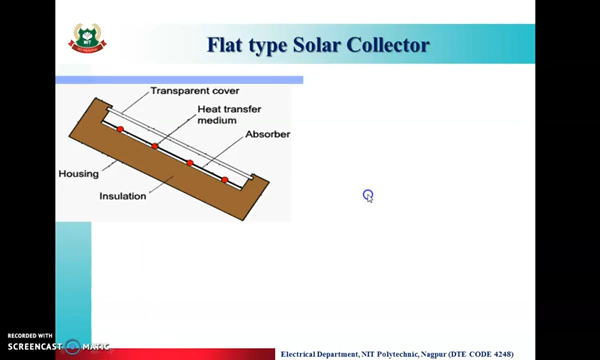 NIT
Flat type Solar Collector
Transparent cover
Heat transfer
medium
Absorber
Housing
Insulation
RECORDED WITH
SCREENCAST MATIC
Electrical Department, NIT Polytechnic, Nagpur (DTE CODE 4248)